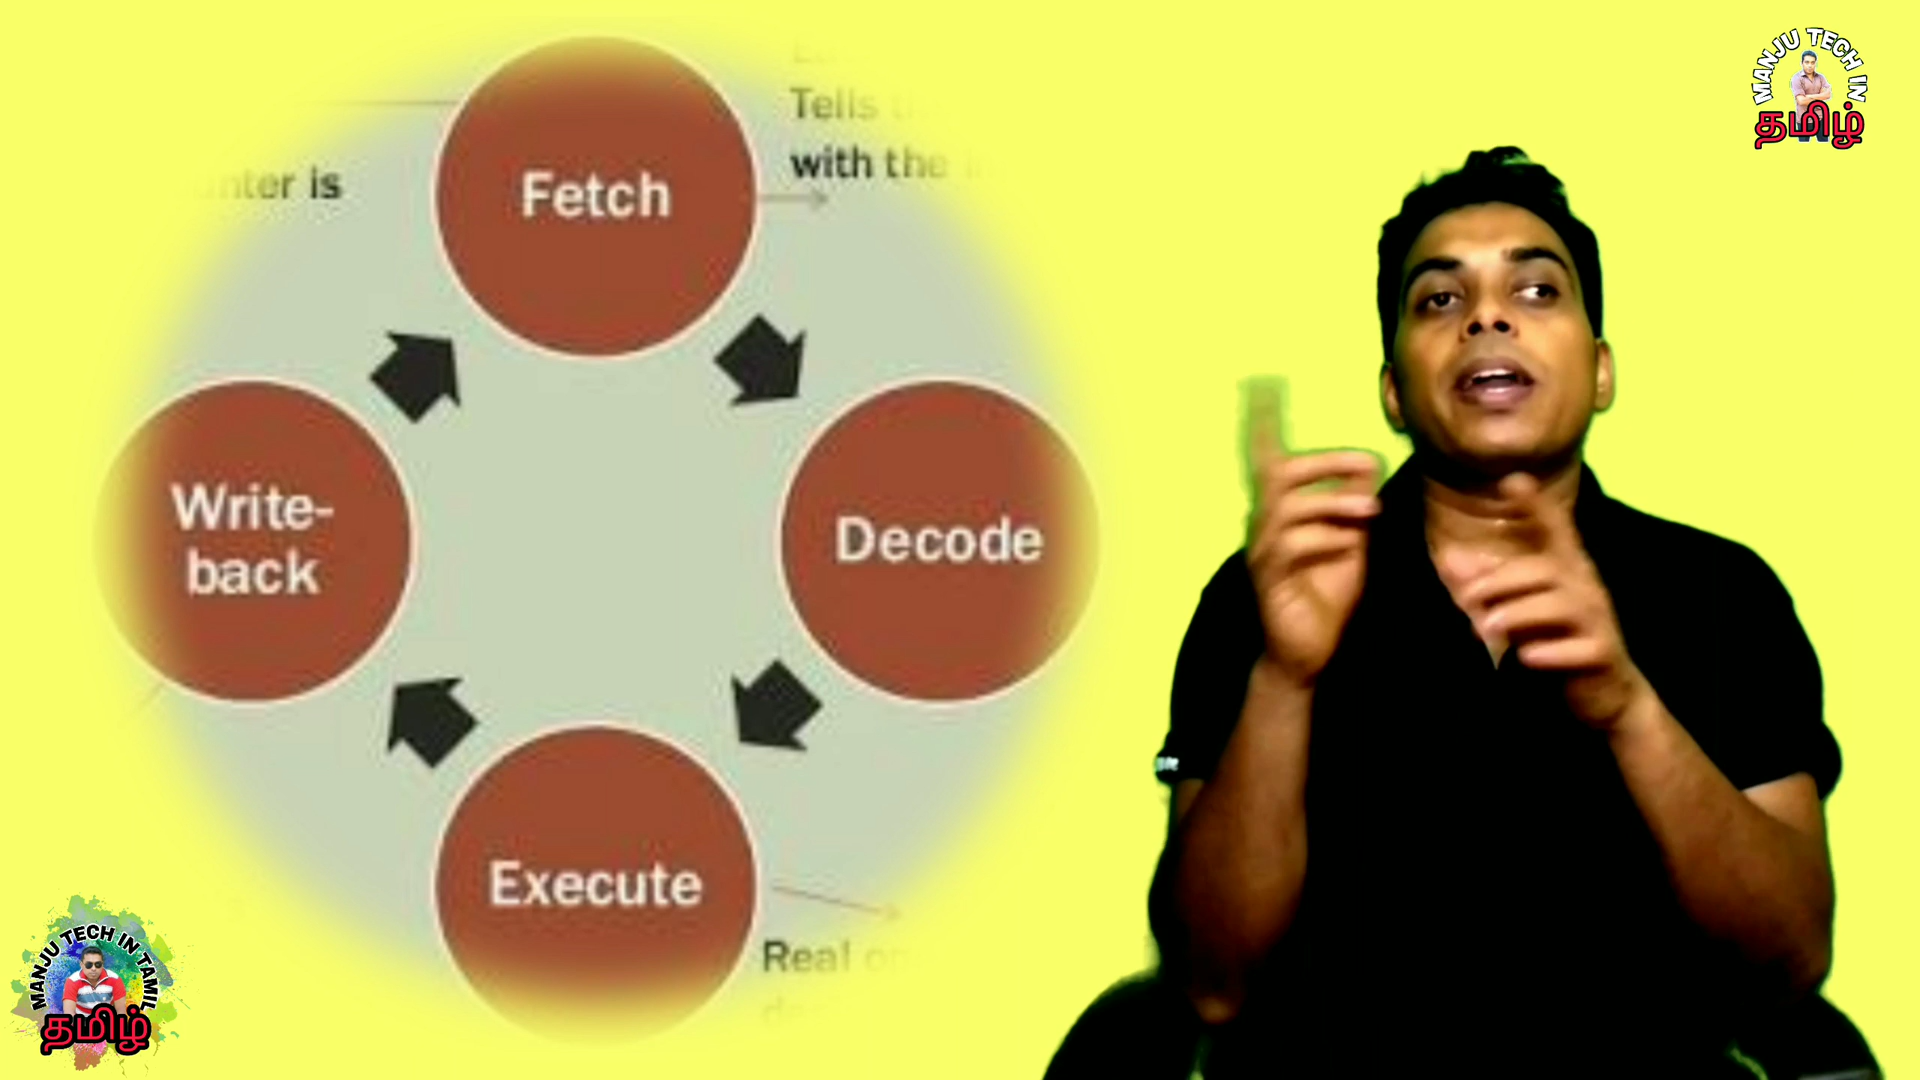 Tells
with the
is
Fetch
Write-
back
Decode
Execute
Real
MANJU TECH IN
தமிழ்
MANJU TECH IN TAMIL
தமிழ்